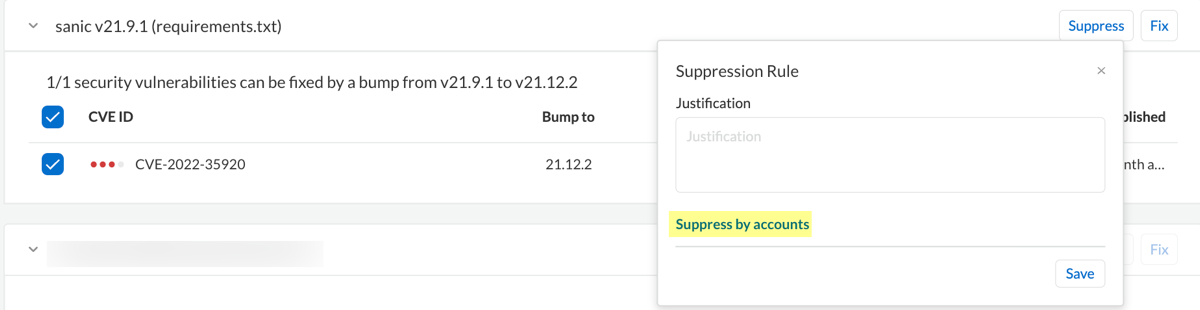 sanic v21.9.1 (requirements.txt)
Suppress
Fix
1/1 security vulnerabilities can be fixed by a bump from v21.9.1 to v21.12.2
CVE ID
Bump to
CVE-2022-35920
21.12.2
Suppression Rule
×
Justification
Justification
Suppress by accounts
Save
blished
nth a...
Fix